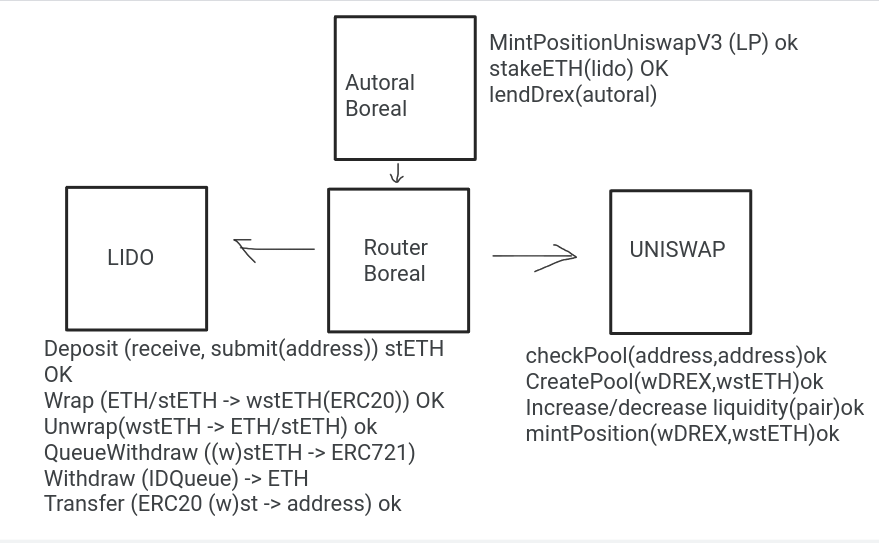 Autoral
Boreal
MintPositionUniswapV3 (LP) ok
stakeETH(lido) OK
lendDrex(autoral)
LIDO
Router
Boreal
UNISWAP
Deposit (receive, submit(address)) stETH
OK
Wrap (ETH/stETH -> wstETH(ERC20)) OK
Unwrap(wstETH -> ETH/stETH) ok
QueueWithdraw ((w)stETH -> ERC721)
Withdraw (IDQueue) -> ETH
Transfer (ERC20 (w)st -> address) ok
checkPool(address,address)ok
CreatePool(wDREX,wstETH)ok
Increase/decrease liquidity(pair)ok
mintPosition(wDREX,wstETH)ok